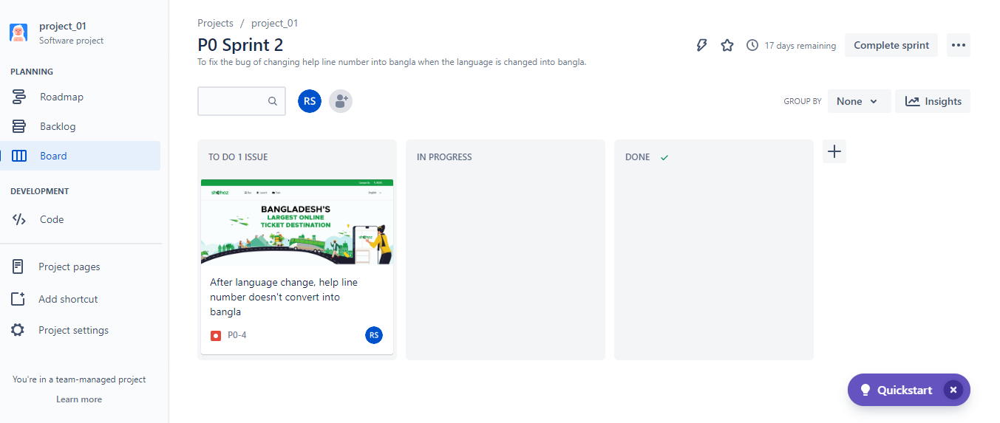 project_01
Software project
PLANNING
Roadmap
Backlog
Board
DEVELOPMENT
Code
Project pages
Add shortcut
Project settings
You're in a team-managed project
Learn more
Projects / project_01
P0 Sprint 2
To fix the bug of changing help line number into bangla when the language is changed into bangla.
17 days remaining
Complete sprint
RS
GROUP BY
None
Insights
TO DO 1 ISSUE
IN PROGRESS
DONE
shohoz
English
BANGLADESH'S
LARGEST ONLINE
TICKET DESTINATION
shohoz
After language change, help line
number doesn't convert into
bangla
P0-4
RS
Quickstart